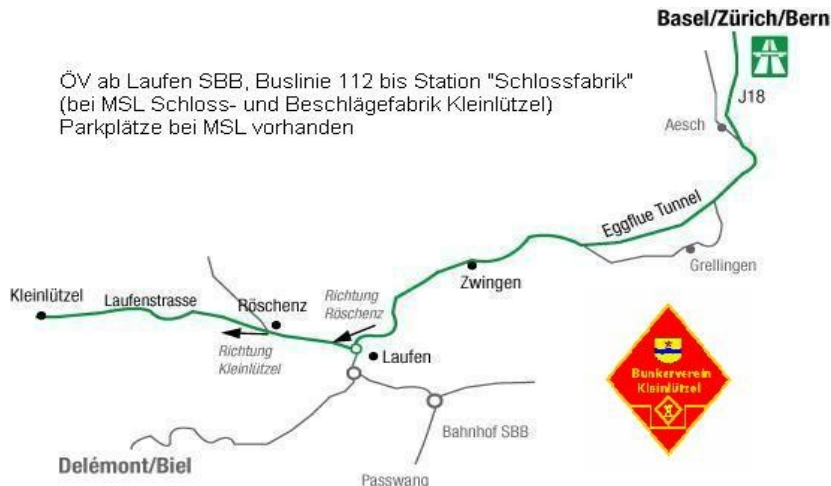 Basel/Zürich/Bern
ÖV ab Laufen SBB, Buslinie 112 bis Station "Schlossfabrik"
(bei MSL Schloss- und Beschlägefabrik Kleinlützel)
Parkplätze bei MSL vorhanden
J18
Aesch
Eggflue Tunnel
Grellingen
Zwingen
Kleinlützel
Laufenstrasse
Röschenz
Richtung
Röschenz
Richtung
Kleinlützel
Laufen
Bunkerverein
Kleinlützel
Bahnhof SBB
Delémont/Biel
Passwang